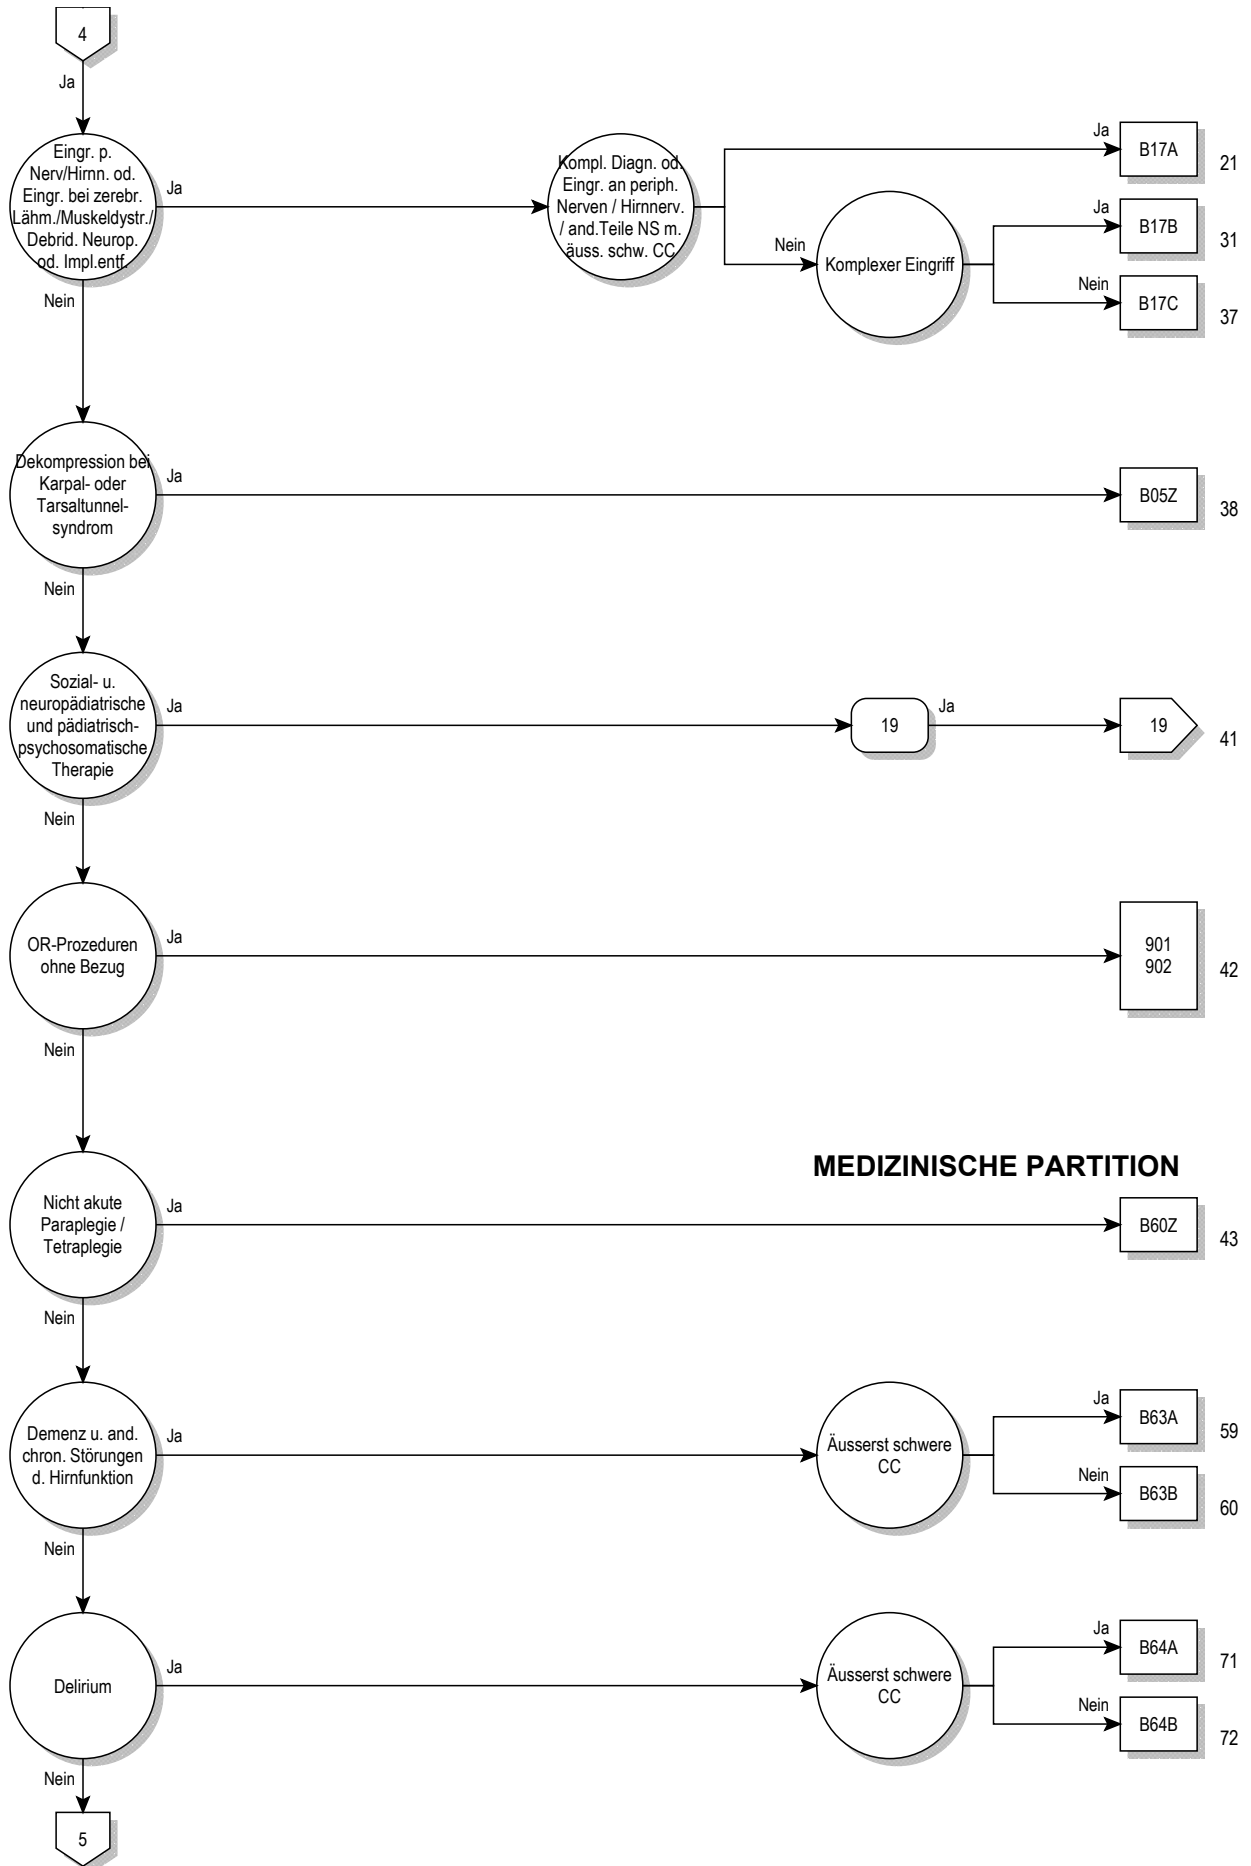 4
Ja
Eingr. p.
Nerv/Hirnn. od.
Eingr. bei zerebr.
Lähm./Muskeldystr./
Debrid. Neurop.
od. Impl.entf.
Ja
Kompl. Diagn. od.
Eingr. an periph.
Nerven / Hirnnerv.
/ and.Teile NS m.
äuss. schw. CC
Ja
B17A
21
Nein
Komplexer Eingriff
Ja
B17B
31
Nein
B17C
37
Nein
Dekompression bei
Karpal- oder
Tarsaltunnel-
syndrom
Ja
B05Z
38
Nein
Sozial- u.
neuropädiatrische
und pädiatrisch-
psychosomatische
Therapie
Ja
19
Ja
19
41
Nein
OR-Prozeduren
ohne Bezug
Ja
901
902
42
Nein
MEDIZINISCHE PARTITION
Nicht akute
Paraplegie /
Tetraplegie
Ja
B60Z
43
Nein
Demenz u. and.
chron. Störungen
d. Hirnfunktion
Ja
Äusserst schwere
CC
Ja
B63A
59
Nein
B63B
60
Nein
Delirium
Ja
Äusserst schwere
CC
Ja
B64A
71
Nein
B64B
72
Nein
5